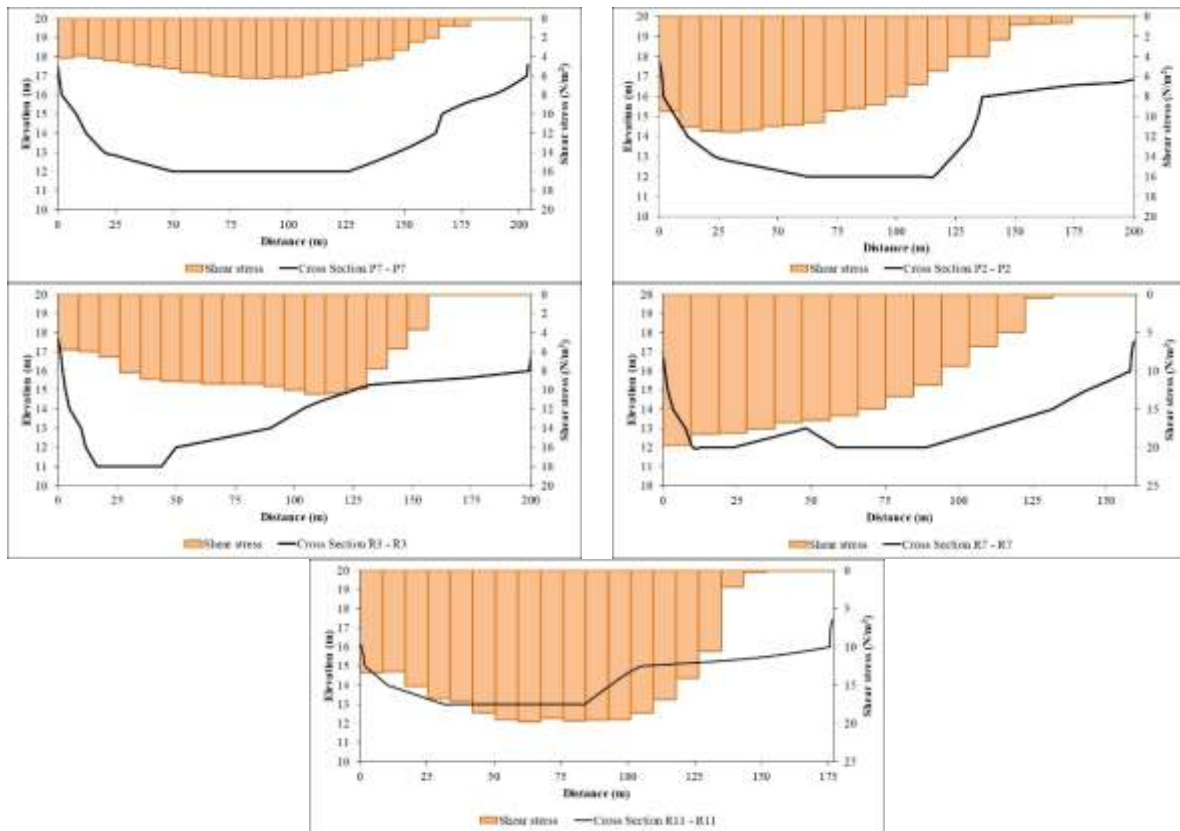 20 19 18 17 16 15 14 13 12 11 10
Elevation (m)
0 2 4 6 8 10 12 14 16 18 20
Shear stress (N/m²)
0 25 50 75 100 125 150 175 200
Distance (m)
Shear stress Cross Section P7 - P7
20 19 18 17 16 15 14 13 12 11 10
Elevation (m)
0 2 4 6 8 10 12 14 16 18 20
Shear stress (N/m²)
0 25 50 75 100 125 150 175 200
Distance (m)
Shear stress Cross Section P2 - P2
20 19 18 17 16 15 14 13 12 11 10
Elevation (m)
0 2 4 6 8 10 12 14 16 18 20
Shear stress (N/m²)
0 25 50 75 100 125 150 175 200
Distance (m)
Shear stress Cross Section R3 - R3
20 19 18 17 16 15 14 13 12 11 10
Elevation (m)
0 5 10 15 20 25
Shear stress (N/m²)
0 25 50 75 100 125 150
Distance (m)
Shear stress Cross Section R7 - R7
20 19 18 17 16 15 14 13 12 11 10
Elevation (m)
0 5 10 15 20 25
Shear stress (N/m²)
0 25 50 75 100 125 150 175
Distance (m)
Shear stress Cross Section R11 - R11